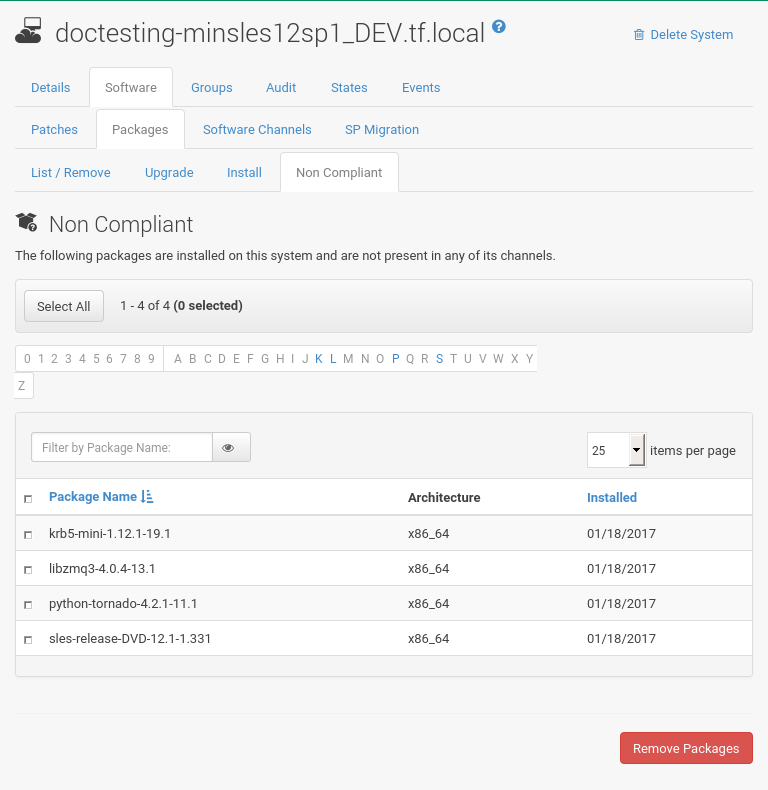 doctesting-minsles12sp1_DEV.tf.local ?
Delete System
Details Software Groups Audit States Events
Patches Packages Software Channels SP Migration
List / Remove Upgrade Install Non Compliant
Non Compliant
The following packages are installed on this system and are not present in any of its channels.
Select All 1 - 4 of 4 (0 selected)
0 1 2 3 4 5 6 7 8 9 A B C D E F G H I J K L M N O P Q R S T U V W X Y
Z
Filter by Package Name: 25 items per page
Package Name Architecture Installed
krb5-mini-1.12.1-19.1 x86_64 01/18/2017
libzmq3-4.0.4-13.1 x86_64 01/18/2017
python-tornado-4.2.1-11.1 x86_64 01/18/2017
sles-release-DVD-12.1-1.331 x86_64 01/18/2017
Remove Packages